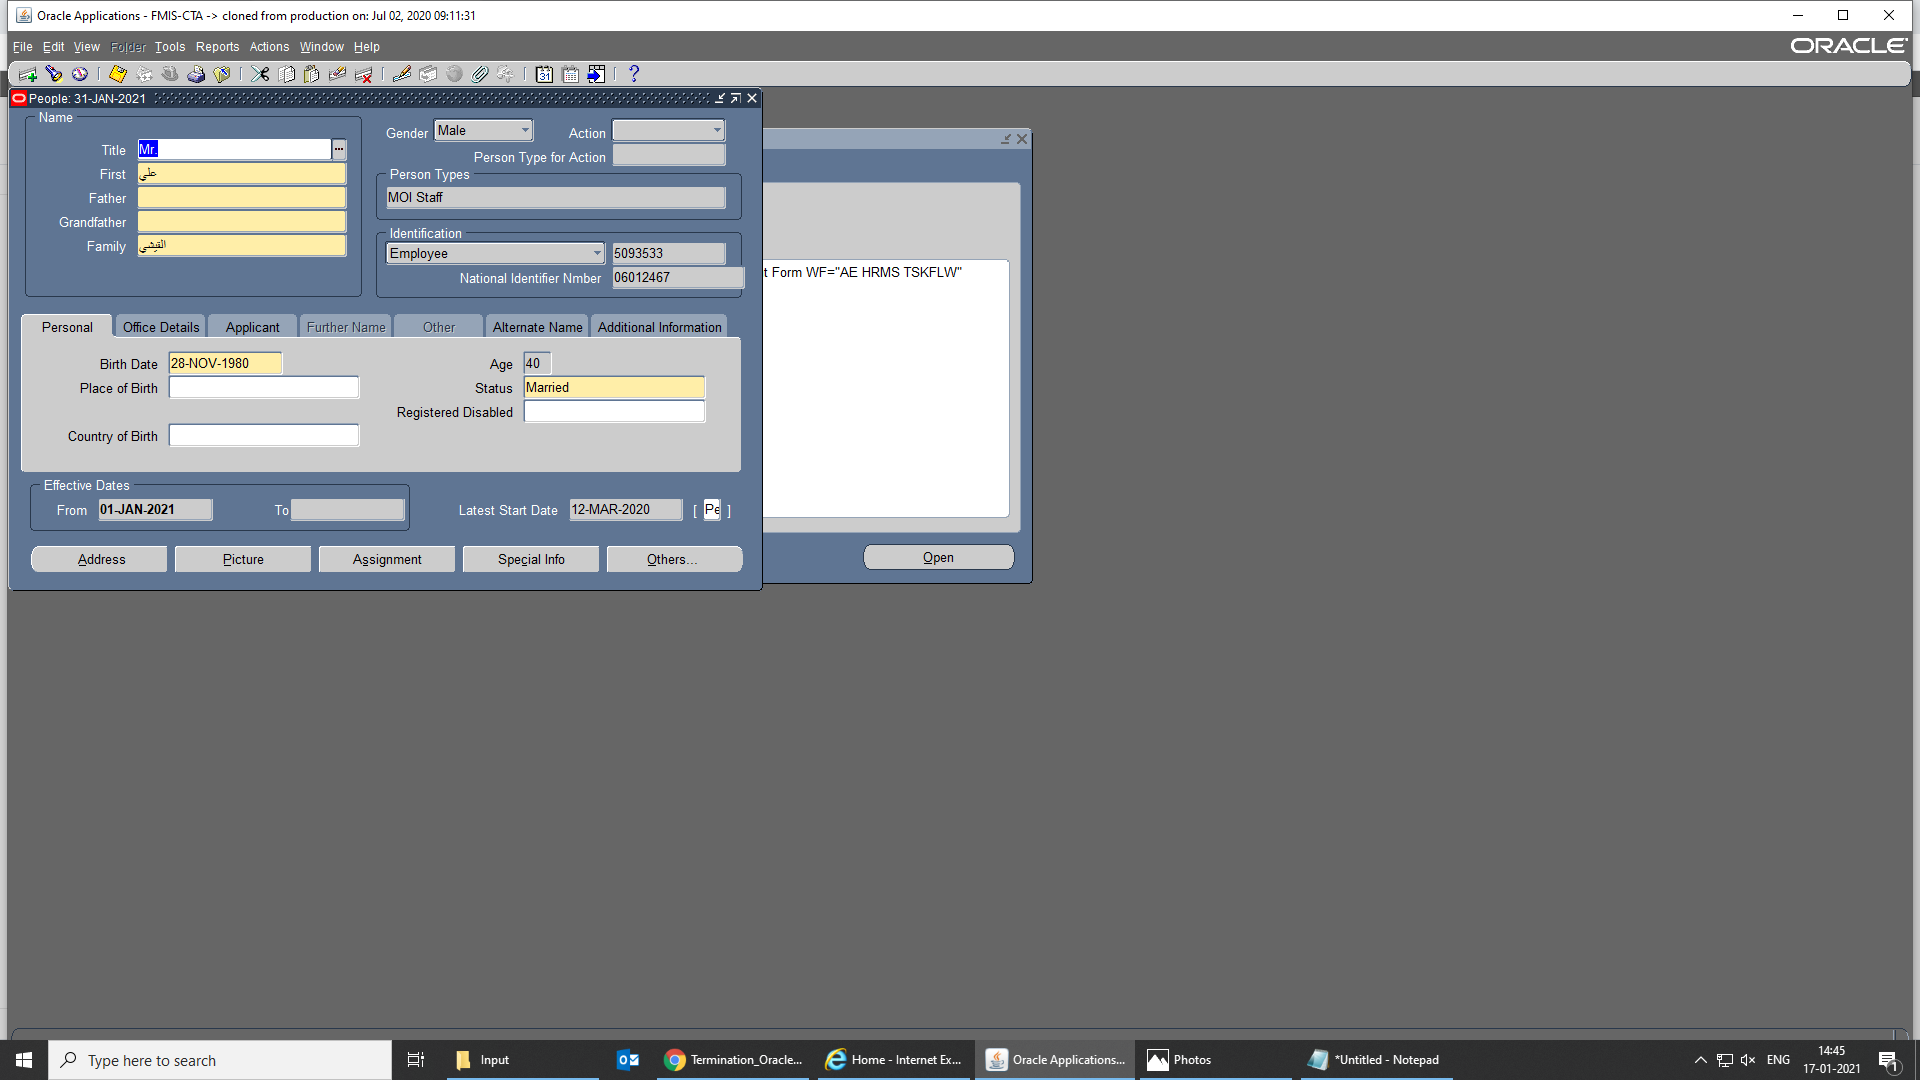 Oracle Applications - FMIS-CTA -> cloned from production on: Jul 02, 2020 09:11:31
File Edit View Folder Tools Reports Actions Window Help
ORACLE
People: 31-JAN-2021
Name
Title Mr.
First علي
Father
Grandfather
Family القيشي
Gender Male Action
Person Type for Action
Person Types
MOI Staff
Identification
Employee 5093533
National Identifier Nmber 06012467
t Form WF="AE HRMS TSKFLW"
Personal Office Details Applicant Further Name Other Alternate Name Additional Information
Birth Date 28-NOV-1980 Age 40
Place of Birth Status Married
Registered Disabled
Country of Birth
Effective Dates
From 01-JAN-2021 To Latest Start Date 12-MAR-2020 [ Pe ]
Address Picture Assignment Special Info Others...
Open
Type here to search Input Termination_Oracle... Home - Internet Ex... Oracle Applications... Photos *Untitled - Notepad ENG 14:45
17-01-2021 1